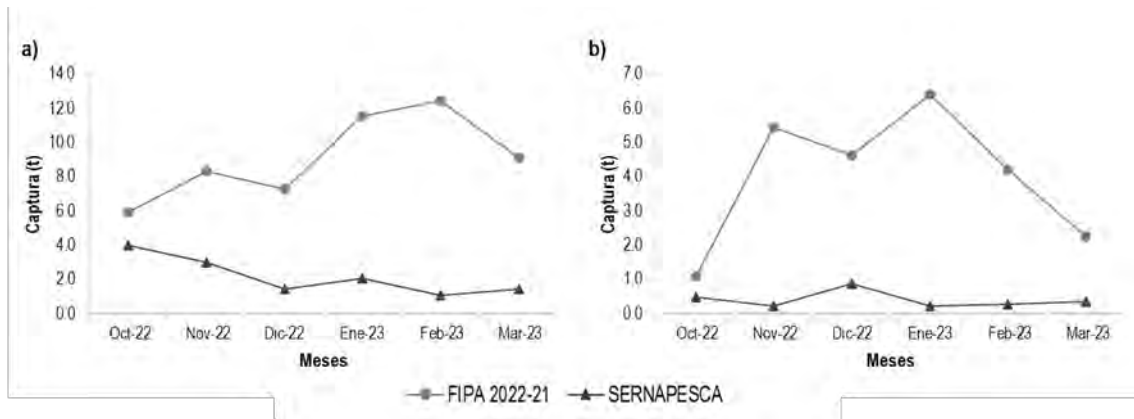 a)
14.0
12.0
10.0
8.0
6.0
4.0
2.0
0.0
Captura (t)
Oct-22 Nov-22 Dic-22 Ene-23 Feb-23 Mar-23
Meses
b)
7.0
6.0
5.0
4.0
3.0
2.0
1.0
0.0
Captura (t)
Oct-22 Nov-22 Dic-22 Ene-23 Feb-23 Mar-23
Meses
FIPA 2022-21 SERNAPESCA